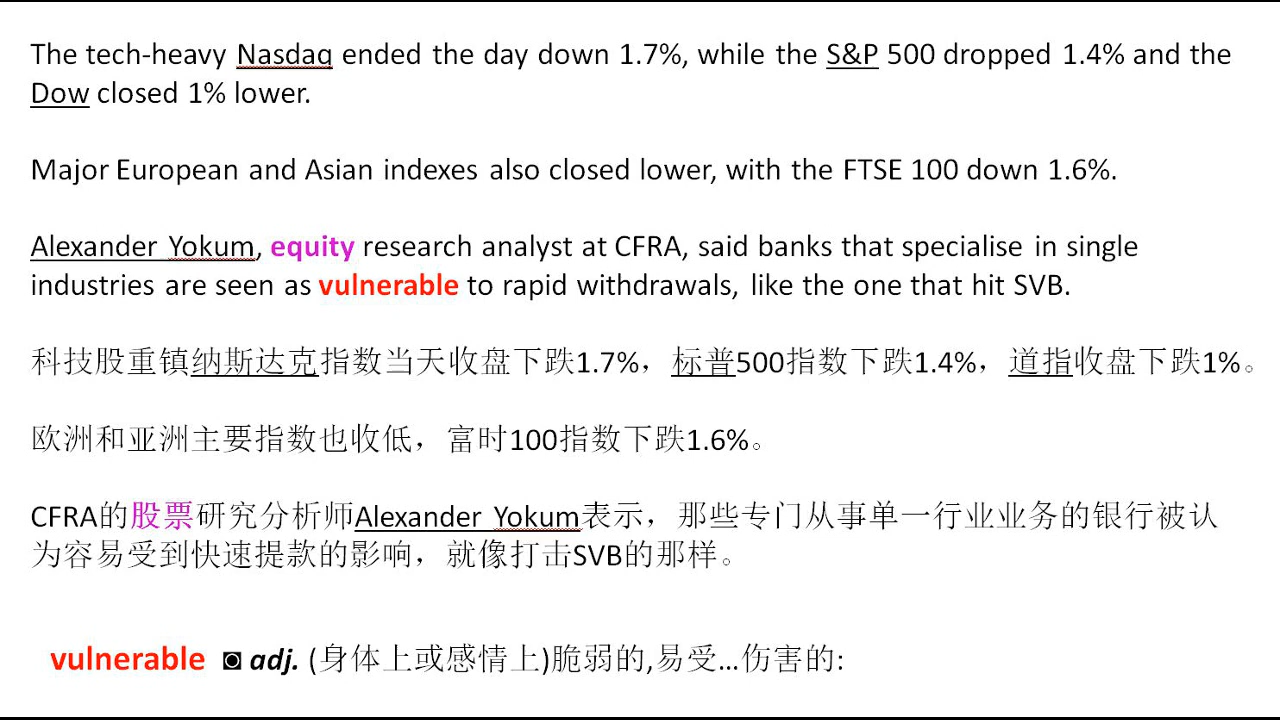 The tech-heavy Nasdaq ended the day down 1.7%, while the S&P 500 dropped 1.4% and the
Dow closed 1% lower.
Major European and Asian indexes also closed lower, with the FTSE 100 down 1.6%.
Alexander Yokum, equity research analyst at CFRA, said banks that specialise in single
industries are seen as vulnerable to rapid withdrawals, like the one that hit SVB.
科技股重镇纳斯达克指数当天收盘下跌1.7%，标普500指数下跌1.4%，道指收盘下跌1%。
欧洲和亚洲主要指数也收低，富时100指数下跌1.6%。
CFRA的股票研究分析师Alexander Yokum表示，那些专门从事单一行业业务的银行被认
为容易受到快速提款的影响，就像打击SVB的那样。
vulnerable ◙ adj. (身体上或感情上)脆弱的,易受…伤害的: